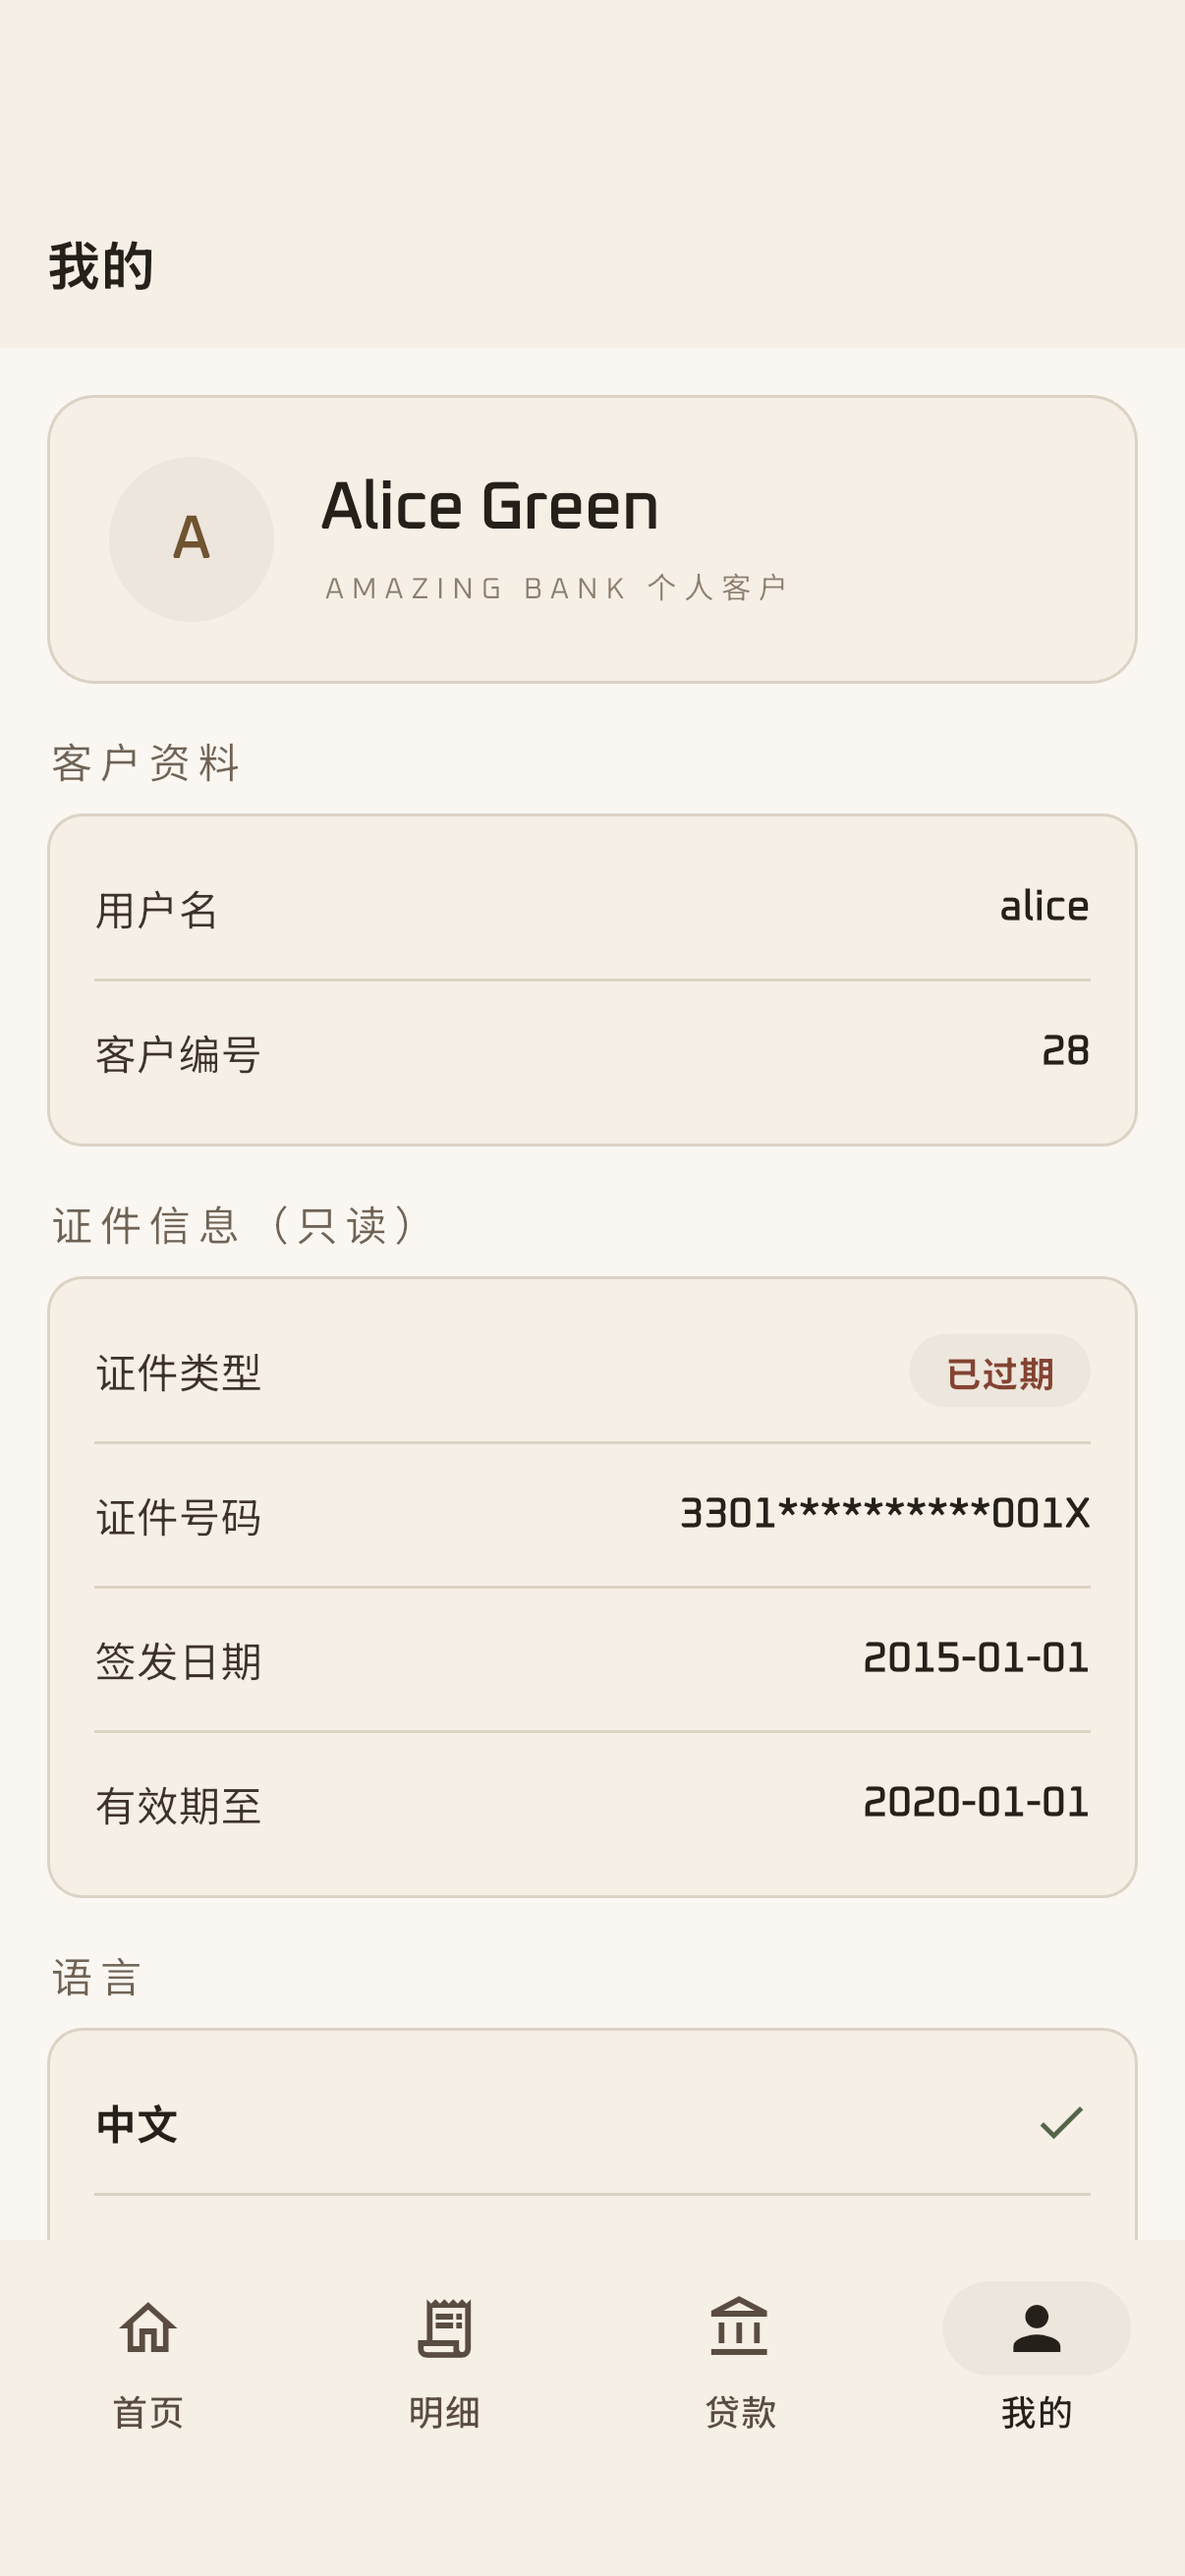 我的
A
Alice Green
AMAZING BANK 个人客户
客户资料
用户名 alice
客户编号 28
证件信息（只读）
证件类型 已过期
证件号码 3301**********001X
签发日期 2015-01-01
有效期至 2020-01-01
语言
中文
首页 明细 贷款 我的